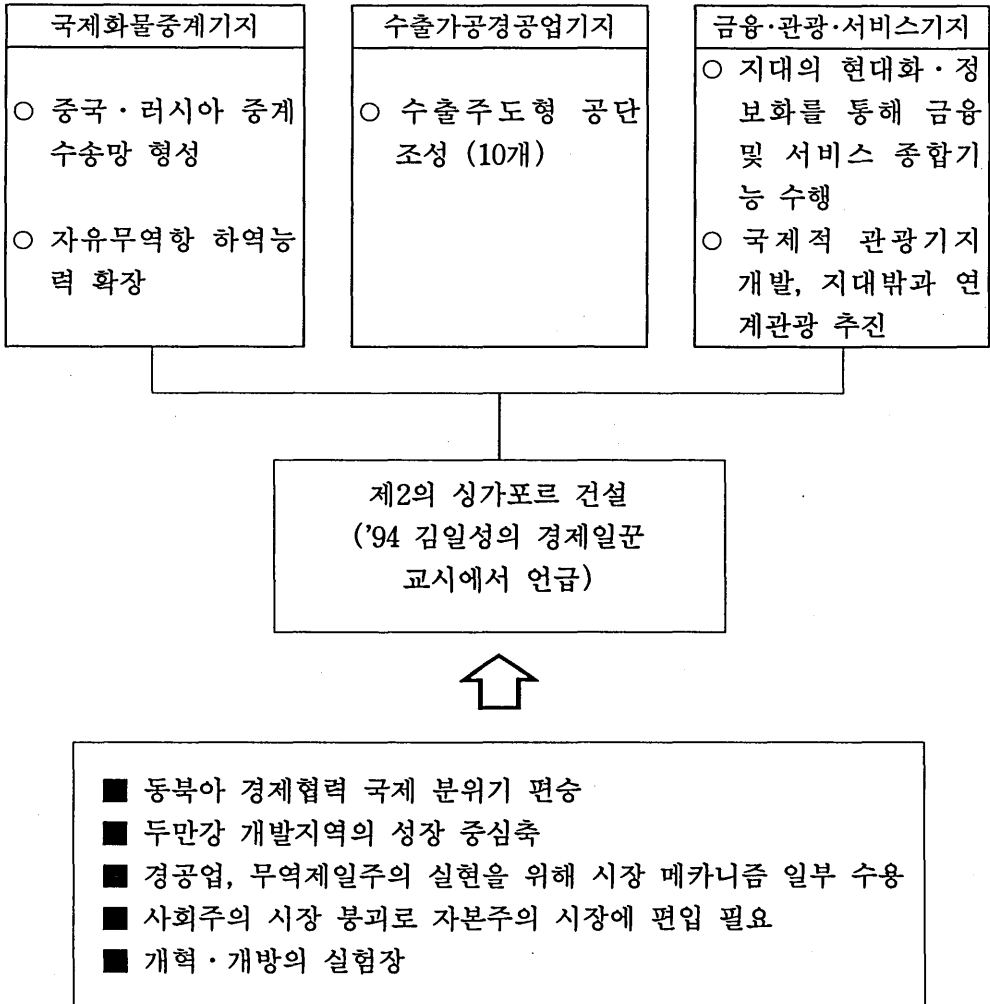 국제화물중계기지
○ 중국·러시아 중계
수송망 형성
○ 자유무역항 하역능
력 확장
수출가공경공업기지
○ 수출주도형 공단
조성 (10개)
금융·관광·서비스기지
○ 지대의 현대화·정
보화를 통해 금융
및 서비스 종합기
능 수행
○ 국제적 관광기지
개발, 지대밖과 연
계관광 추진
제2의 싱가포르 건설
('94 김일성의 경제일꾼
교시에서 언급)
■ 동북아 경제협력 국제 분위기 편승
■ 두만강 개발지역의 성장 중심축
■ 경공업, 무역제일주의 실현을 위해 시장 메카니즘 일부 수용
■ 사회주의 시장 붕괴로 자본주의 시장에 편입 필요
■ 개혁·개방의 실험장